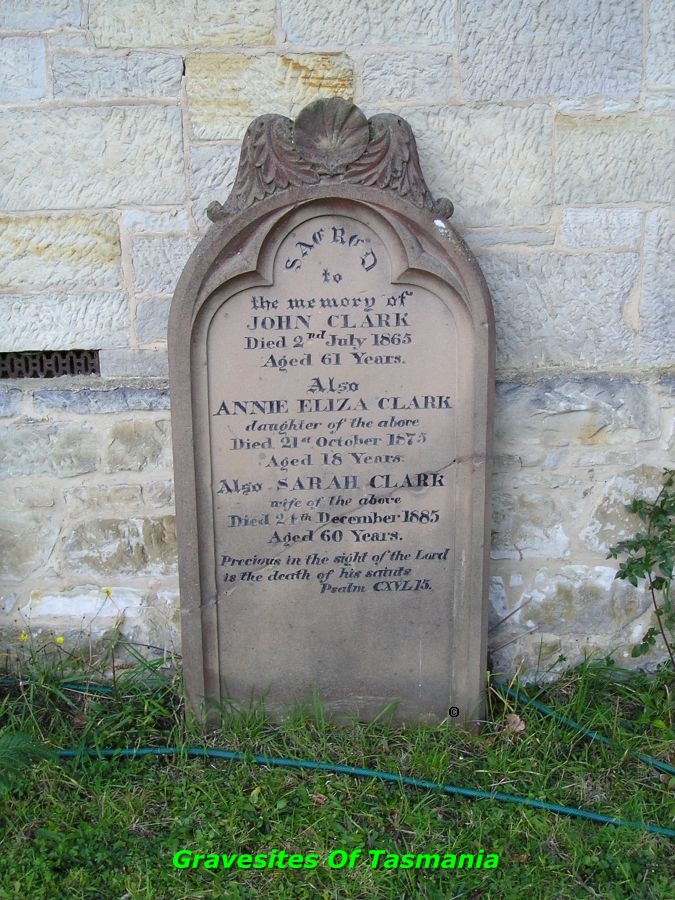 SACRED
to
the memory of
JOHN CLARK
Died 2nd July 1865
Aged 61 Years.
Also
ANNIE ELIZA CLARK
daughter of the above
Died 21st October 1875
Aged 18 Years.
Also SARAH CLARK
wife of the above
Died 24th December 1885
Aged 60 Years.
Precious in the sight of the Lord
is the death of his saints
Psalm CXVI.15.
©
Gravesites Of Tasmania